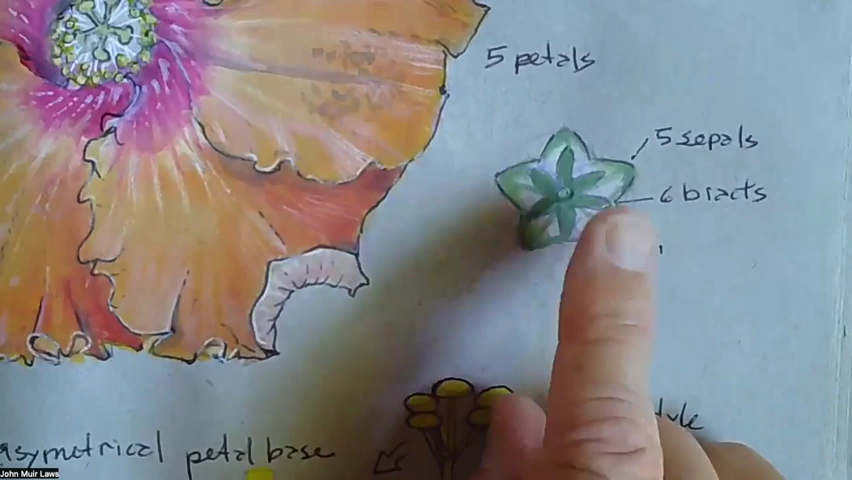 5 petals
5 sepals
6 bracts
asymetrical petal base
John Muir Laws